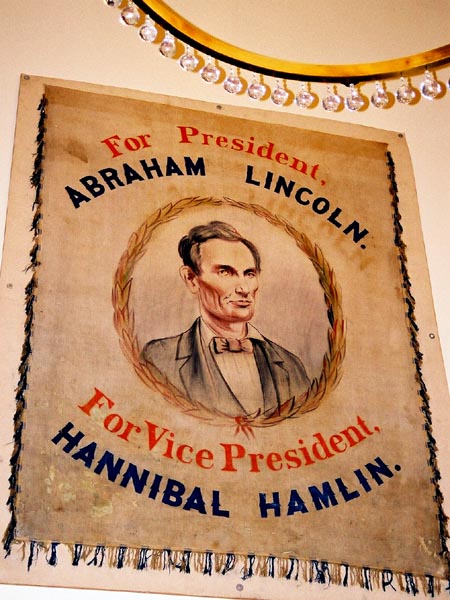 For President,
ABRAHAM LINCOLN.
For Vice President,
HANNIBAL HAMLIN.